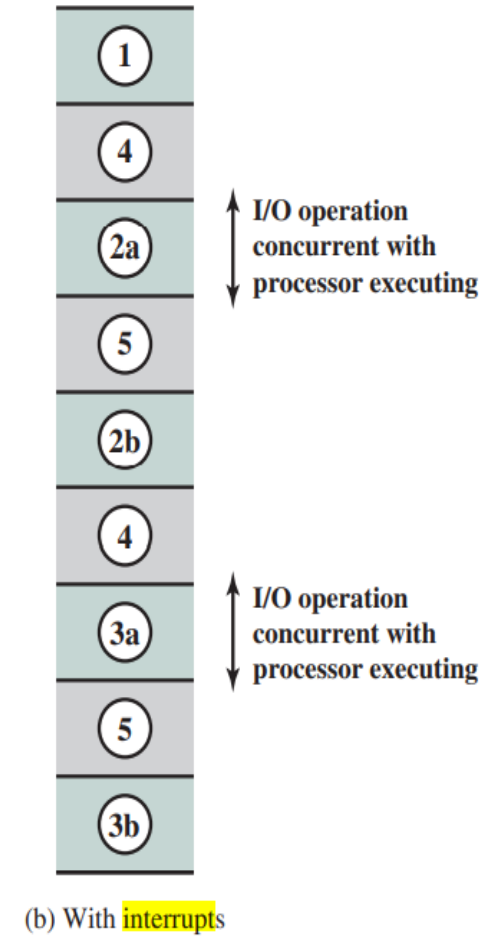 1
4
I/O operation
2a
concurrent with
processor executing
5
2b
4
I/O operation
3a
concurrent with
processor executing
5
3b
(b) With interrupts